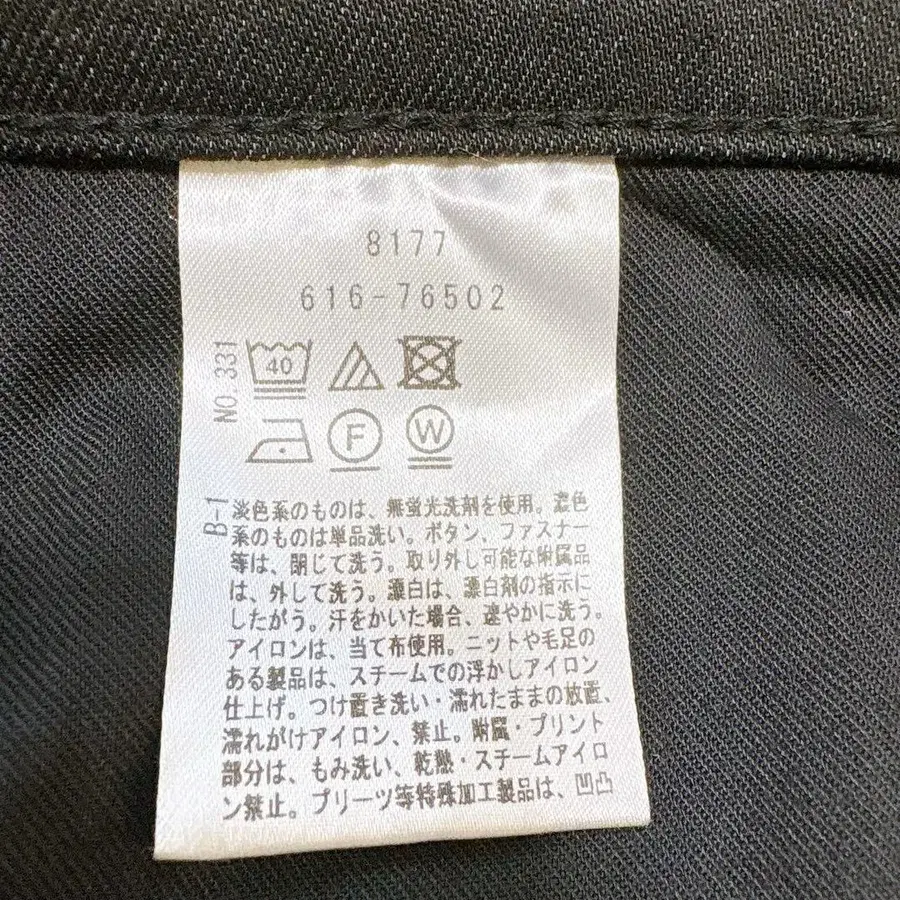 8177
616-76502
NO.331
40
F
W
B-1
淡色系のものは、無蛍光洗剤を使用。濃色
系のものは単品洗い。ボタン、ファスナー
等は、閉じて洗う。取り外し可能な附属品
は、外して洗う。漂白は、漂白剤の指示に
したがう。汗をかいた場合、速やかに洗う。
アイロンは、当て布使用。ニットや毛足の
ある製品は、スチームでの浮かしアイロン
仕上げ。つけ置き洗い・濡れたままの放置、
濡れがけアイロン、禁止。附属・プリント
部分は、もみ洗い、乾熱・スチームアイロ
ン禁止。プリーツ等特殊加工製品は、凹凸